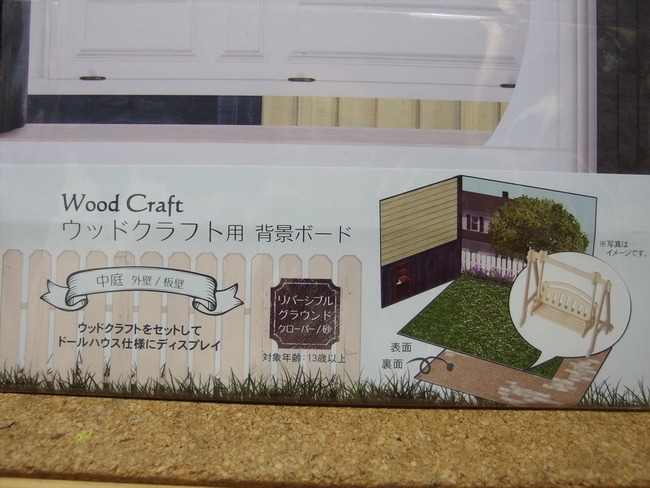 Wood Craft
ウッドクラフト用 背景ボード
中庭 外壁/板壁
ウッドクラフトをセットして
ドールハウス仕様にディスプレイ
リバーシブル
グラウンド
クローバー/砂
対象年齢:13歳以上
※写真は
イメージです。
表面
裏面